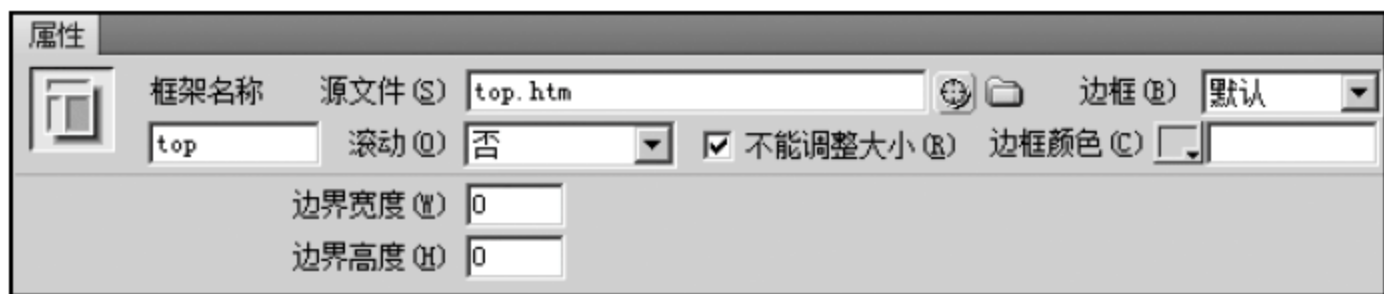 属性
框架名称 源文件(S) top.htm 边框(B) 默认
top 滚动(O) 否 不能调整大小(R) 边框颜色(C)
边界宽度(W) 0
边界高度(H) 0